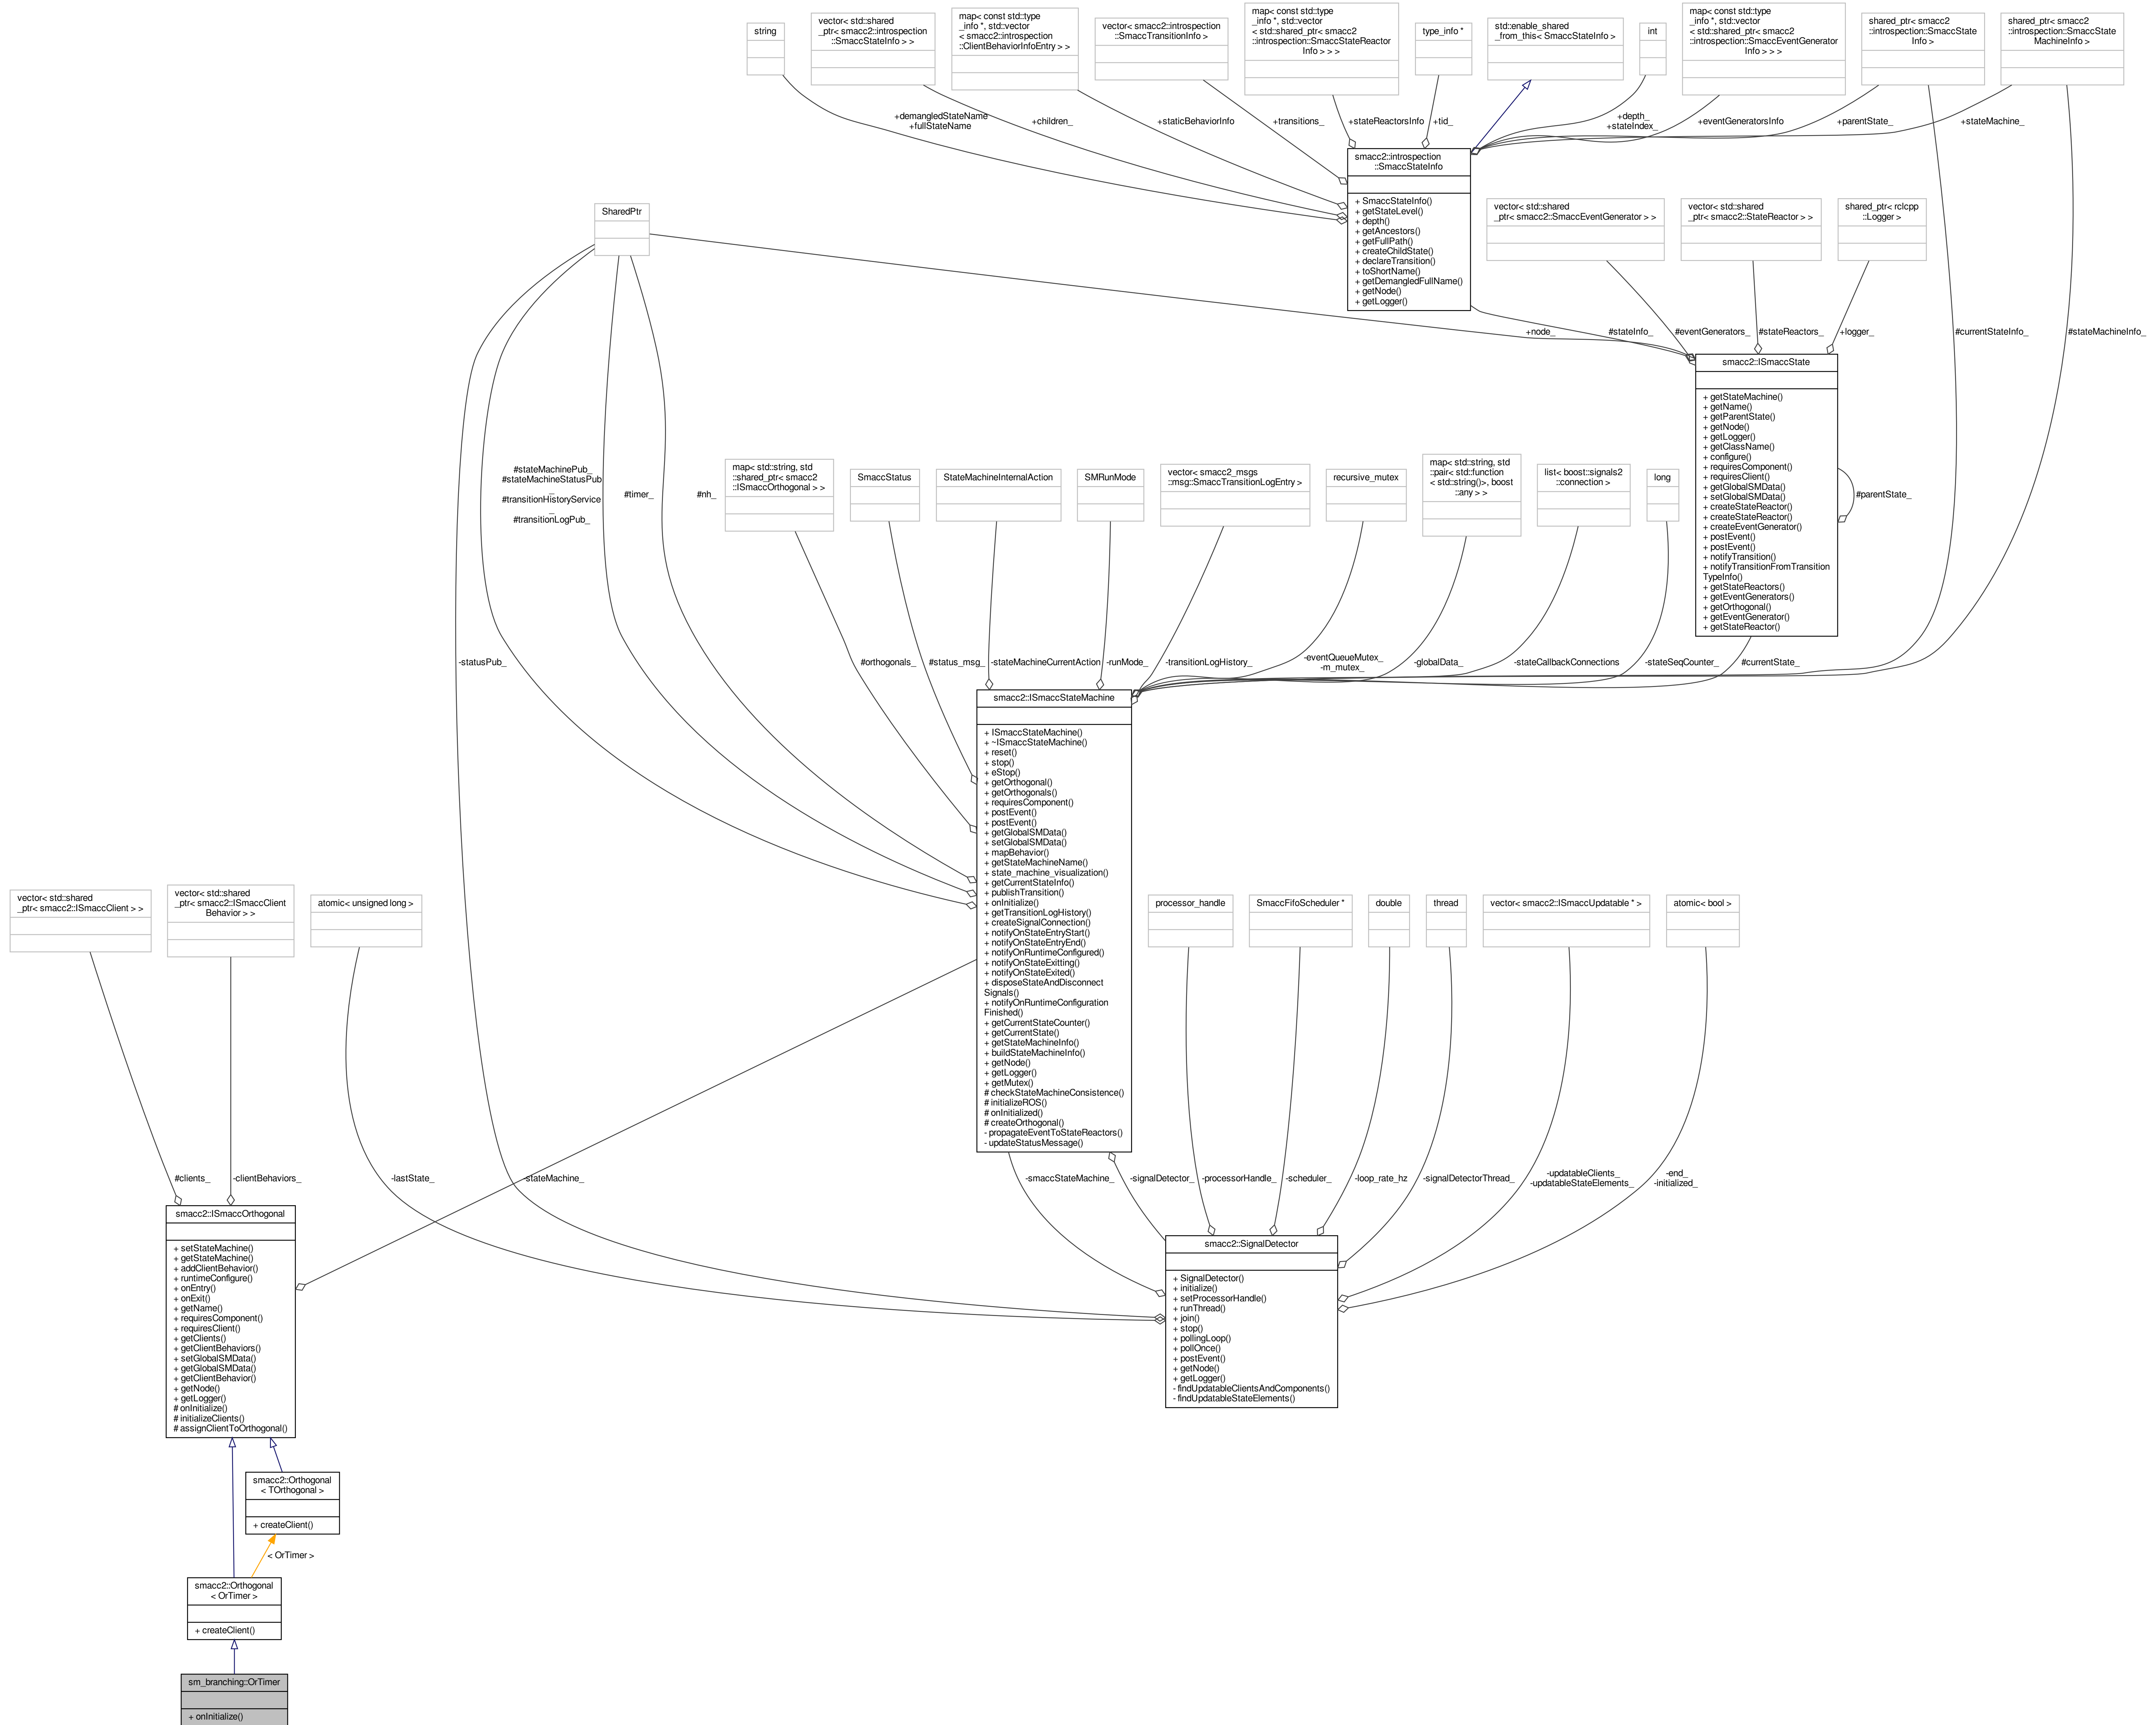 string
vector< std::shared
_ptr< smacc2::introspection
::SmaccStateInfo > >
map< const std::type
_info *, std::vector
< smacc2::introspection
::ClientBehaviorInfoEntry > >
vector< smacc2::introspection
::SmaccTransitionInfo >
map< const std::type
_info *, std::vector
< std::shared_ptr< smacc2
::introspection::SmaccStateReactor
Info > > >
type_info *
std::enable_shared
_from_this< SmaccStateInfo >
int
map< const std::type
_info *, std::vector
< std::shared_ptr< smacc2
::introspection::SmaccEventGenerator
Info > > >
shared_ptr< smacc2
::introspection::SmaccState
Info >
shared_ptr< smacc2
::introspection::SmaccState
MachineInfo >
+demangledStateName
+fullStateName
+children_
+staticBehaviorInfo
+transitions_
+stateReactorsInfo
+tid_
+depth_
+stateIndex_
+eventGeneratorsInfo
+parentState_
+stateMachine_
smacc2::introspection
::SmaccStateInfo
+ SmaccStateInfo()
+ getStateLevel()
+ depth()
+ getAncestors()
+ getFullPath()
+ createChildState()
+ declareTransition()
+ toShortName()
+ getDemangledFullName()
+ getNode()
+ getLogger()
SharedPtr
vector< std::shared
_ptr< smacc2::SmaccEventGenerator > >
vector< std::shared
_ptr< smacc2::StateReactor > >
shared_ptr< rclcpp
::Logger >
+node_
#stateInfo_
#eventGenerators_
#stateReactors_
+logger_
#currentStateInfo_
#stateMachineInfo_
smacc2::ISmaccState
+ getStateMachine()
+ getName()
+ getParentState()
+ getNode()
+ getLogger()
+ getClassName()
+ configure()
+ requiresComponent()
+ requiresClient()
+ getGlobalSMData()
+ setGlobalSMData()
+ createStateReactor()
+ createStateReactor()
+ createEventGenerator()
+ postEvent()
+ postEvent()
+ notifyTransition()
+ notifyTransitionFromTransition
TypeInfo()
+ getStateReactors()
+ getEventGenerators()
+ getOrthogonal()
+ getEventGenerator()
+ getStateReactor()
#parentState_
#stateMachinePub_
#stateMachineStatusPub
_
#transitionHistoryService
_
#transitionLogPub_
#timer_
#nh_
map< std::string, std
::shared_ptr< smacc2
::ISmaccOrthogonal > >
SmaccStatus
StateMachineInternalAction
SMRunMode
vector< smacc2_msgs
::msg::SmaccTransitionLogEntry >
recursive_mutex
map< std::string, std
::pair< std::function
< std::string()>, boost
::any > >
list< boost::signals2
::connection >
long
-statusPub_
#orthogonals_
#status_msg_
-stateMachineCurrentAction
-runMode_
-transitionLogHistory_
-eventQueueMutex_
-m_mutex_
-globalData_
-stateCallbackConnections
-stateSeqCounter_
#currentState_
smacc2::ISmaccStateMachine
+ ISmaccStateMachine()
+ ~ISmaccStateMachine()
+ reset()
+ stop()
+ eStop()
+ getOrthogonal()
+ getOrthogonals()
+ requiresComponent()
+ postEvent()
+ postEvent()
+ getGlobalSMData()
+ setGlobalSMData()
+ mapBehavior()
+ getStateMachineName()
+ state_machine_visualization()
+ getCurrentStateInfo()
+ publishTransition()
+ onInitialize()
+ getTransitionLogHistory()
+ createSignalConnection()
+ notifyOnStateEntryStart()
+ notifyOnStateEntryEnd()
+ notifyOnRuntimeConfigured()
+ notifyOnStateExitting()
+ notifyOnStateExited()
+ disposeStateAndDisconnect
Signals()
+ notifyOnRuntimeConfiguration
Finished()
+ getCurrentStateCounter()
+ getCurrentState()
+ getStateMachineInfo()
+ buildStateMachineInfo()
+ getNode()
+ getLogger()
+ getMutex()
# checkStateMachineConsistence()
# initializeROS()
# onInitialized()
# createOrthogonal()
- propagateEventToStateReactors()
- updateStatusMessage()
vector< std::shared
_ptr< smacc2::ISmaccClient > >
vector< std::shared
_ptr< smacc2::ISmaccClient
Behavior > >
atomic< unsigned long >
processor_handle
SmaccFifoScheduler *
double
thread
vector< smacc2::ISmaccUpdatable * >
atomic< bool >
#clients_
-clientBehaviors_
-lastState_
-stateMachine_
-smaccStateMachine_
-signalDetector_
-processorHandle_
-scheduler_
-loop_rate_hz
-signalDetectorThread_
-updatableClients_
-updatableStateElements_
-end_
-initialized_
smacc2::ISmaccOrthogonal
+ setStateMachine()
+ getStateMachine()
+ addClientBehavior()
+ runtimeConfigure()
+ onEntry()
+ onExit()
+ getName()
+ requiresComponent()
+ requiresClient()
+ getClients()
+ getClientBehaviors()
+ setGlobalSMData()
+ getGlobalSMData()
+ getClientBehavior()
+ getNode()
+ getLogger()
# onInitialize()
# initializeClients()
# assignClientToOrthogonal()
smacc2::SignalDetector
+ SignalDetector()
+ initialize()
+ setProcessorHandle()
+ runThread()
+ join()
+ stop()
+ pollingLoop()
+ pollOnce()
+ postEvent()
+ getNode()
+ getLogger()
- findUpdatableClientsAndComponents()
- findUpdatableStateElements()
smacc2::Orthogonal
< TOrthogonal >
+ createClient()
< OrTimer >
smacc2::Orthogonal
< OrTimer >
+ createClient()
sm_branching::OrTimer
+ onInitialize()